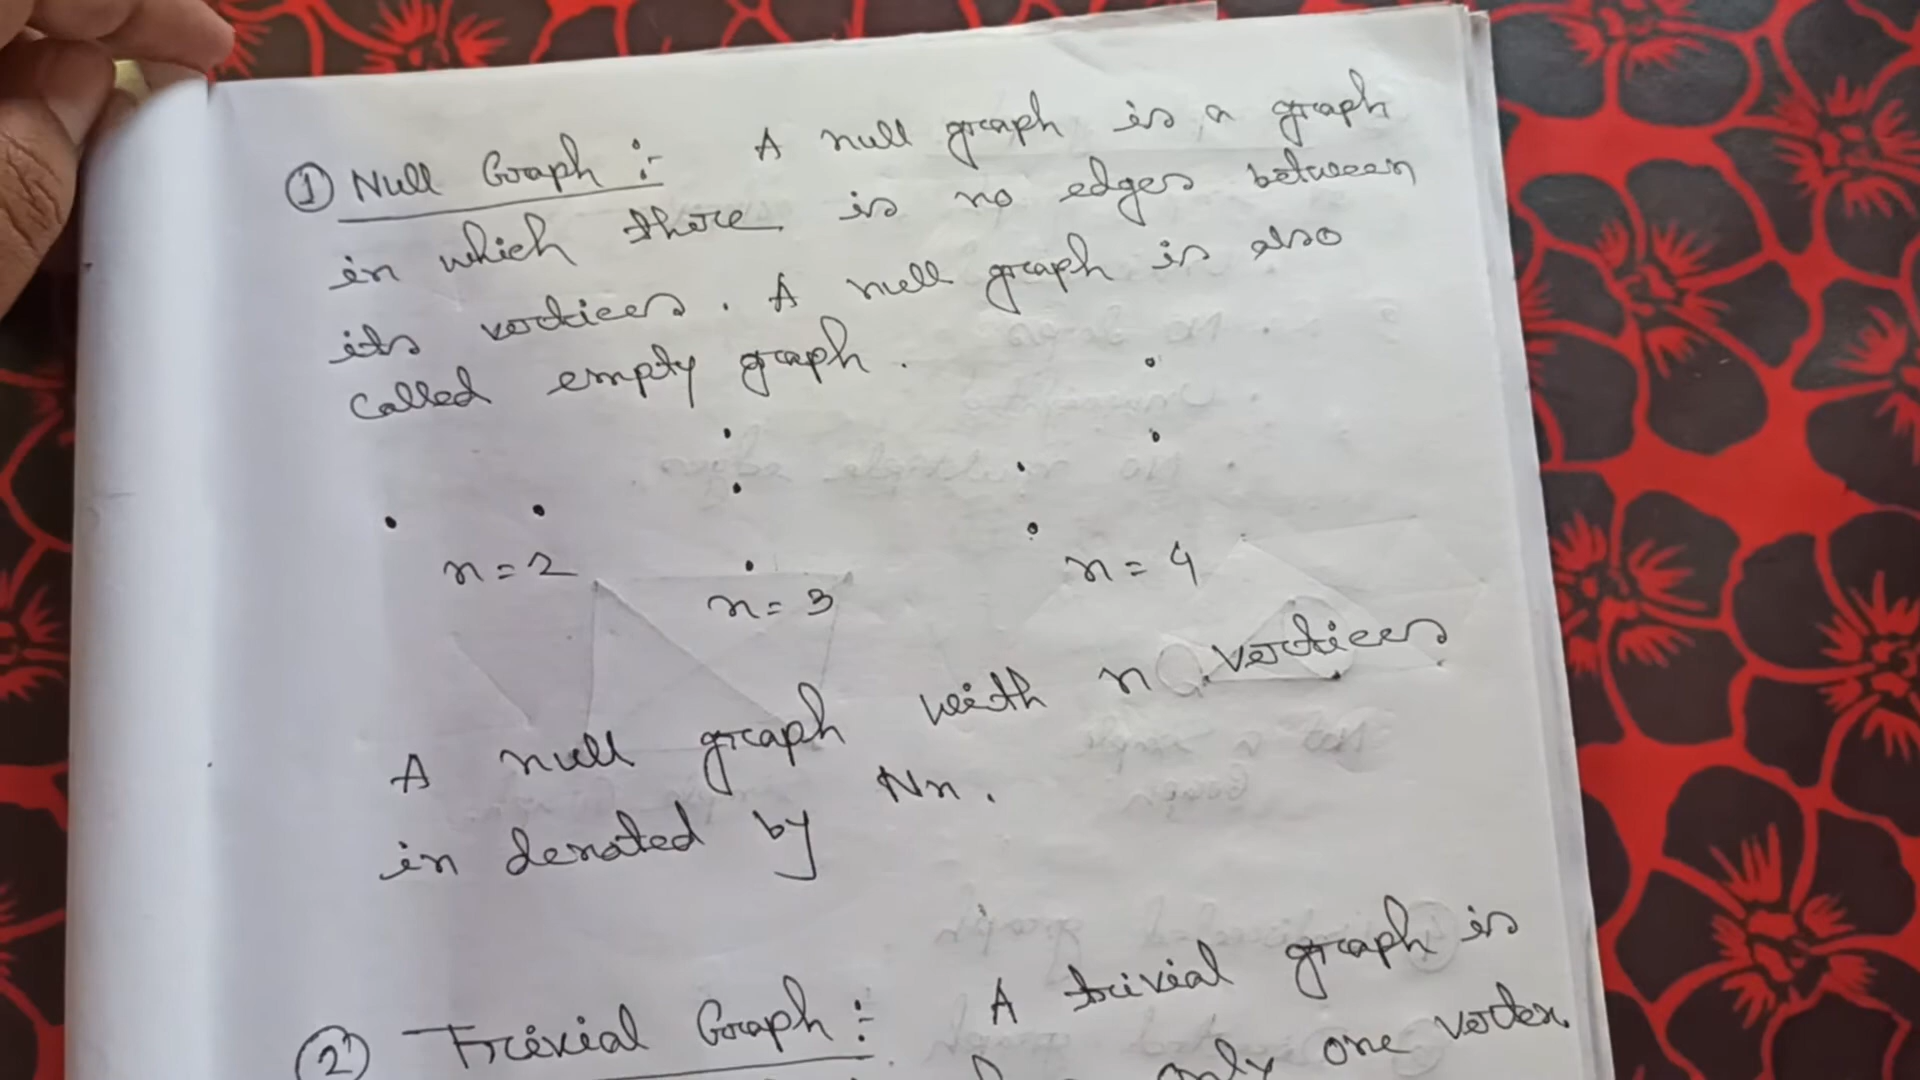 ① Null Graph :- A null graph is a graph
in which there is no edges between
its vertices. A null graph is also
called empty graph.
n=2
n=3
n=4
A null graph with n vertices
is denoted by Nn.
② Trivial Graph :- A trivial graph is
only one vertex.